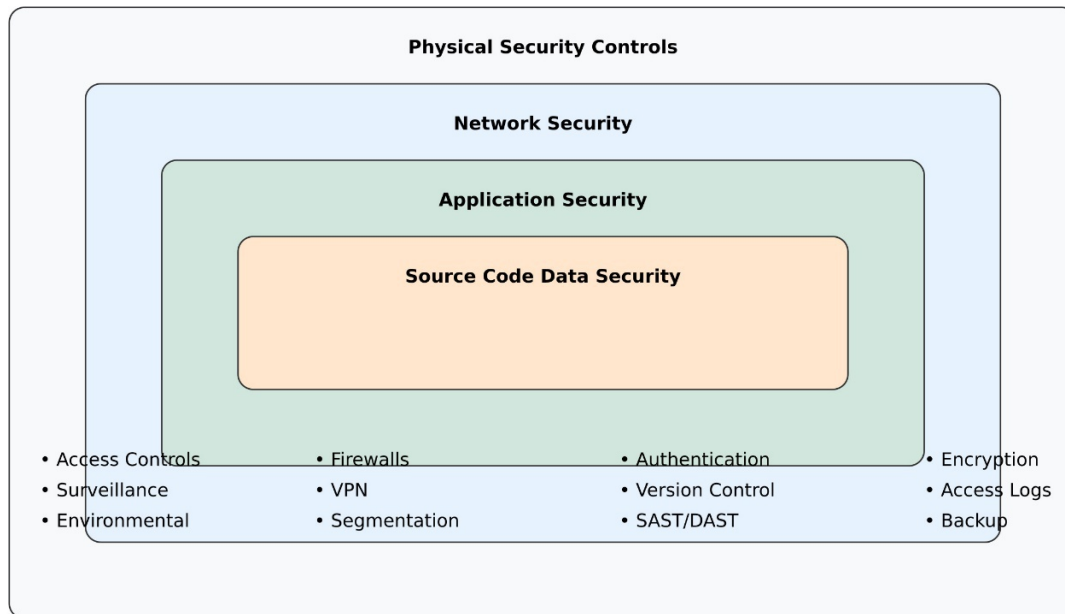 Physical Security Controls
Network Security
Application Security
Source Code Data Security
• Access Controls
• Surveillance
• Environmental
• Firewalls
• VPN
• Segmentation
• Authentication
• Version Control
• SAST/DAST
• Encryption
• Access Logs
• Backup